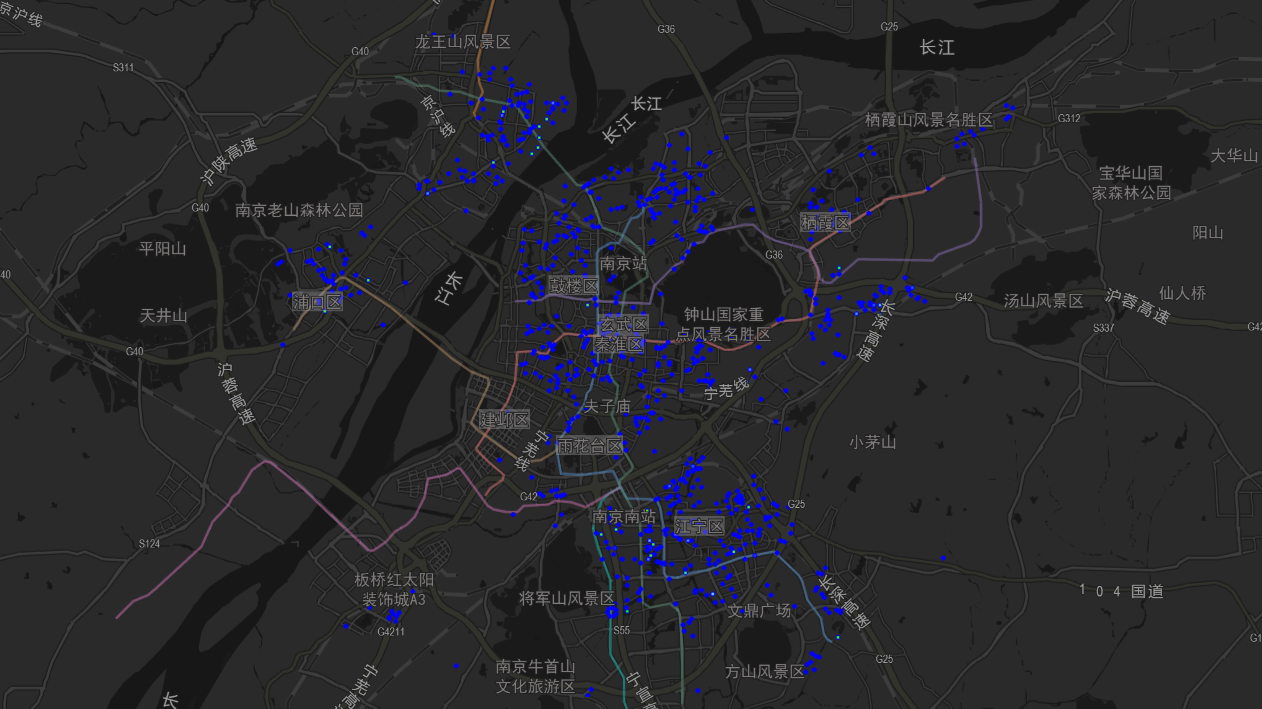 京沪线
龙王山风景区
G36
G25
长江
G40
S311
京沪线
长江
长江
栖霞山风景名胜区
G312
沪陕高速
宝华山国
家森林公园
大华山
G40
南京老山森林公园
栖霞区
阳山
平阳山
南京站
G36
40
鼓楼区
长江
浦口区
G42
汤山风景区
沪蓉高速
仙人桥
天井山
玄武区
钟山国家重
点风景名胜区
长深高速
S337
G42
秦淮区
G40
沪蓉高速
宁芜线
夫子庙
建邺区
宁芜线
雨花台区
小茅山
G42
G25
南京南站
江宁区
S124
板桥红太阳
装饰城A3
将军山风景区
文鼎广场
长深高速
104国道
G4211
S55
G1
南京牛首山
文化旅游区
方山风景区
G25
宁芜高
宁宣高
长